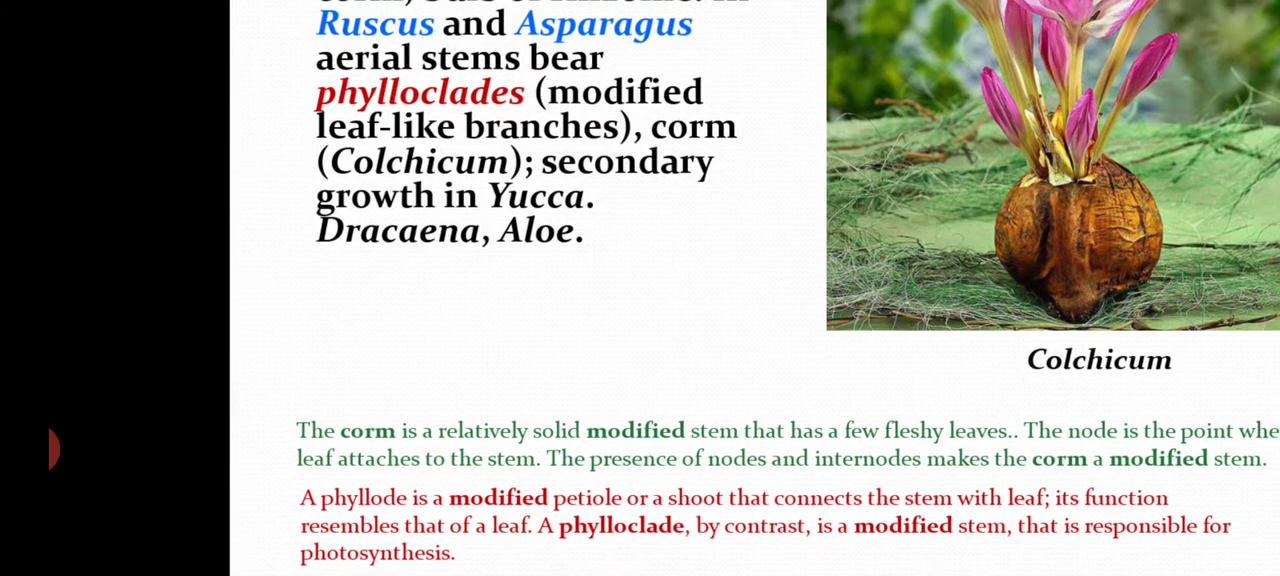 Ruscus and Asparagus
aerial stems bear
phylloclades (modified
leaf-like branches), corm
(Colchicum); secondary
growth in Yucca.
Dracaena, Aloe.
Colchicum
The corm is a relatively solid modified stem that has a few fleshy leaves.. The node is the point whe
leaf attaches to the stem. The presence of nodes and internodes makes the corm a modified stem.
A phyllode is a modified petiole or a shoot that connects the stem with leaf; its function
resembles that of a leaf. A phylloclade, by contrast, is a modified stem, that is responsible for
photosynthesis.